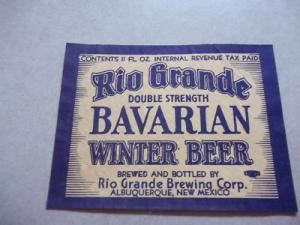 CONTENTS 11 FL. OZ. INTERNAL REVENUE TAX PAID
Rio Grande
DOUBLE STRENGTH
BAVARIAN
WINTER BEER
BREWED AND BOTTLED BY
Rio Grande Brewing Corp.
ALBUQUERQUE, NEW MEXICO